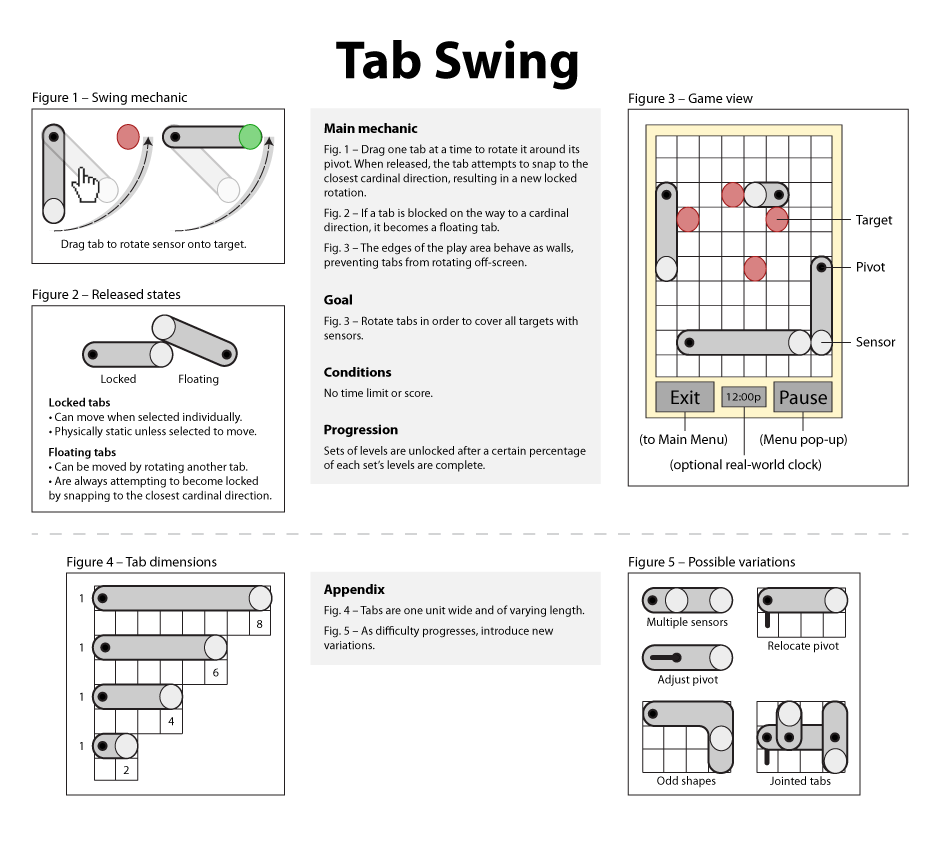 Tab Swing
Figure 1 – Swing mechanic
Drag tab to rotate sensor onto target.
Figure 2 – Released states
Locked
Floating
Locked tabs
• Can move when selected individually.
• Physically static unless selected to move.
Floating tabs
• Can be moved by rotating another tab.
• Are always attempting to become locked
by snapping to the closest cardinal direction.
Main mechanic
Fig. 1 – Drag one tab at a time to rotate it around its
pivot. When released, the tab attempts to snap to the
closest cardinal direction, resulting in a new locked
rotation.
Fig. 2 – If a tab is blocked on the way to a cardinal
direction, it becomes a floating tab.
Fig. 3 – The edges of the play area behave as walls,
preventing tabs from rotating off-screen.
Goal
Fig. 3 – Rotate tabs in order to cover all targets with
sensors.
Conditions
No time limit or score.
Progression
Sets of levels are unlocked after a certain percentage
of each set's levels are complete.
Figure 3 – Game view
Target
Pivot
Sensor
Exit
12:00p
Pause
(to Main Menu)
(Menu pop-up)
(optional real-world clock)
Figure 4 – Tab dimensions
1
8
1
6
1
4
1
2
Appendix
Fig. 4 – Tabs are one unit wide and of varying length.
Fig. 5 – As difficulty progresses, introduce new
variations.
Figure 5 – Possible variations
Multiple sensors
Relocate pivot
Adjust pivot
Odd shapes
Jointed tabs